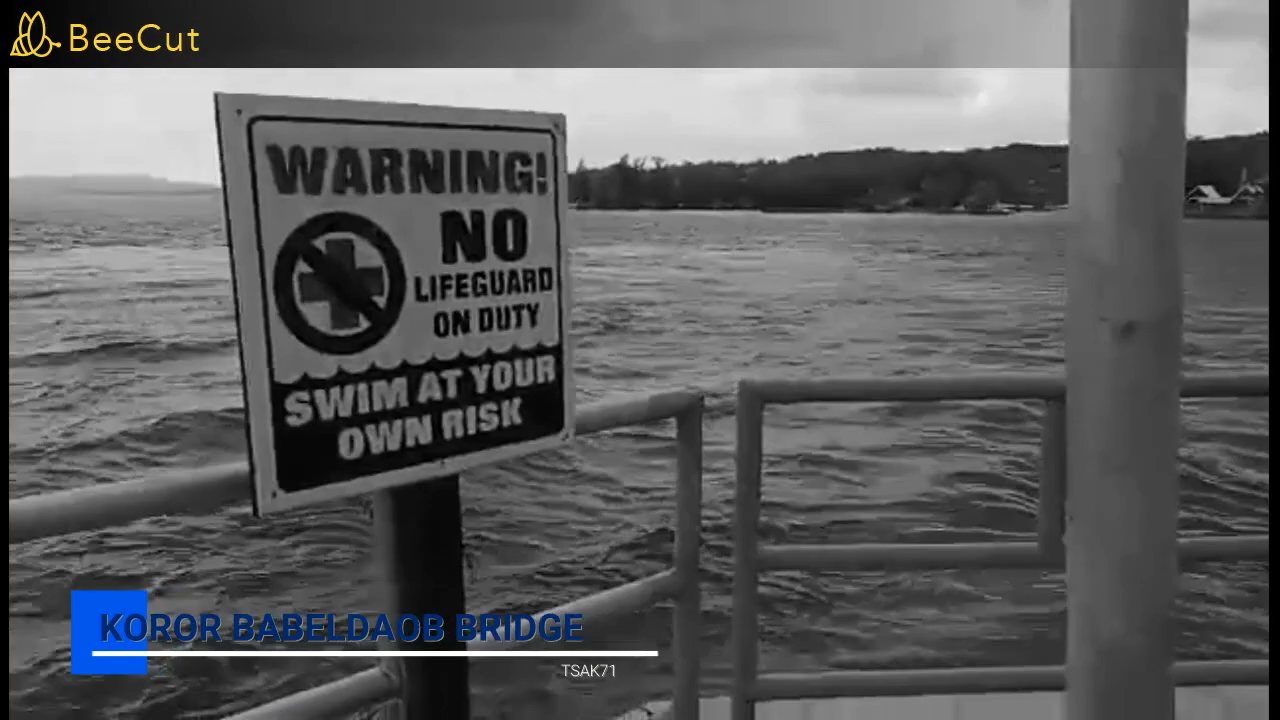 BeeCut
WARNING!
NO
LIFEGUARD
ON DUTY
SWIM AT YOUR
OWN RISK
KOROR BABELDAOB BRIDGE
TSAK71